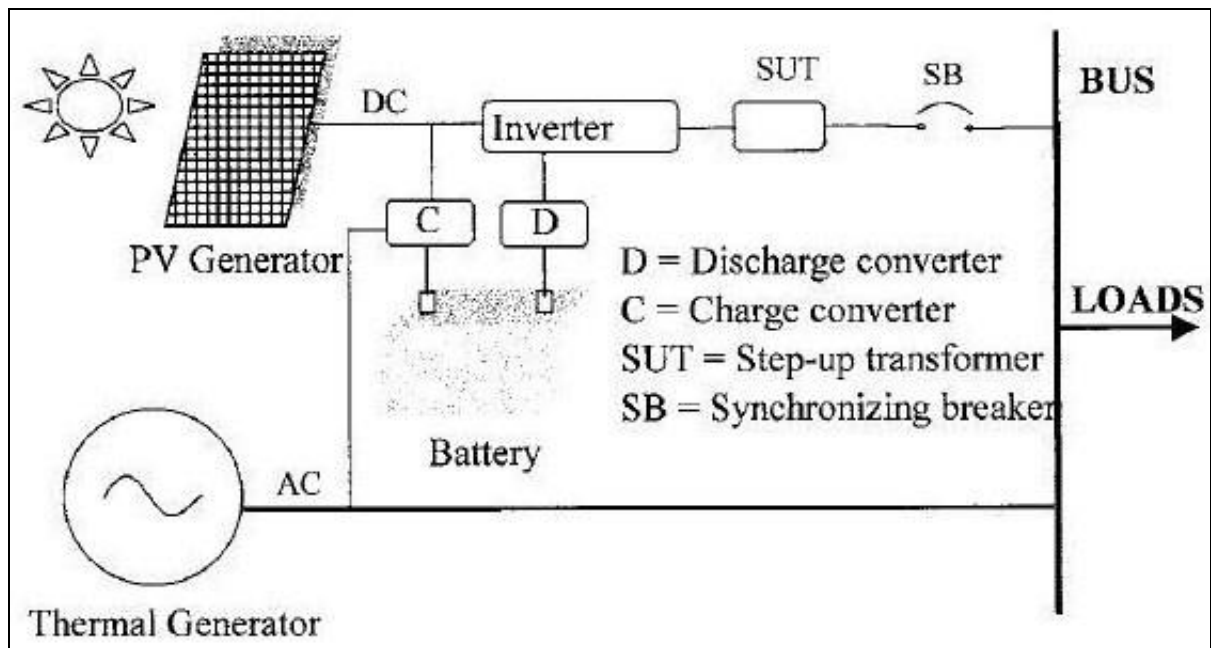 SUT
SB
BUS
DC
Inverter
C
D
PV Generator
D = Discharge converter
C = Charge converter
LOADS
SUT = Step-up transformer
SB = Synchronizing breaker
Battery
AC
Thermal Generator